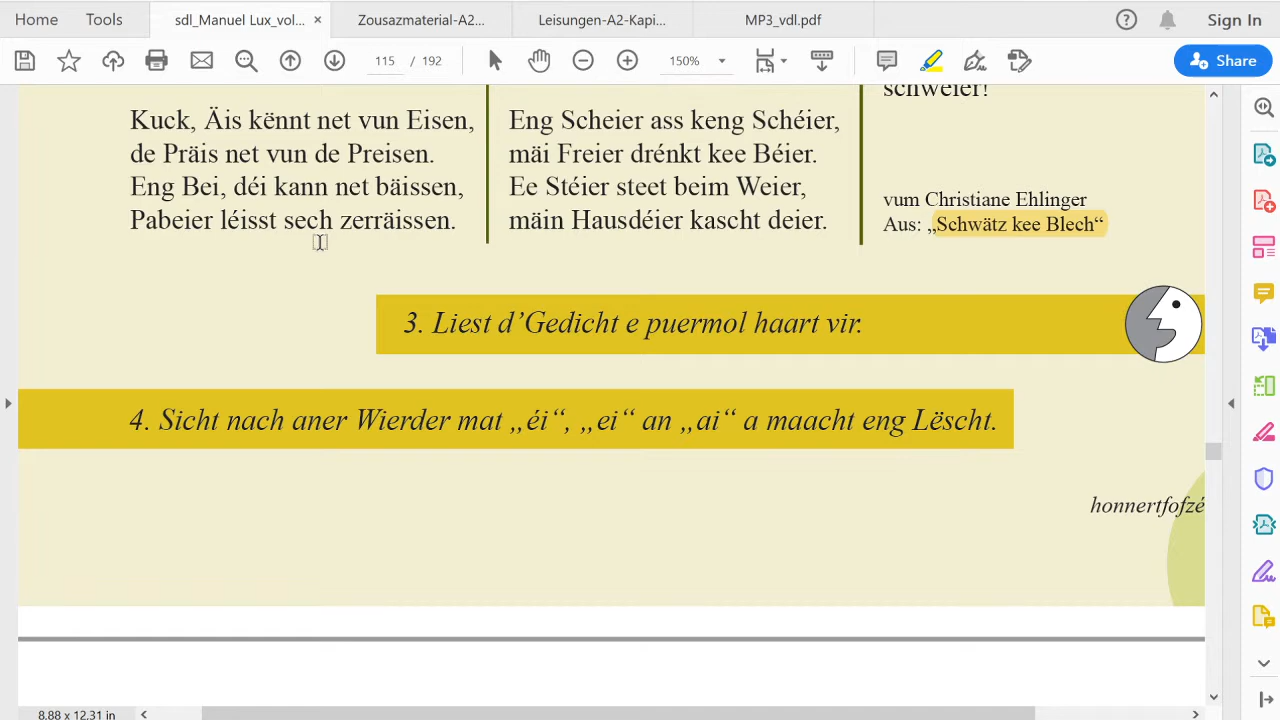 Home
Tools
sdl_Manuel Lux_vol...
×
Zousazmaterial-A2...
Leisungen-A2-Kapi...
MP3_vdl.pdf
?
Sign In
115 / 192
150%
Share
Kuck, Äis kënnt net vun Eisen,
de Präis net vun de Preisen.
Eng Bei, déi kann net bäissen,
Pabeier léisst sech zerräissen.
Eng Scheier ass keng Schéier,
mäi Freier drénkt kee Béier.
Ee Stéier steet beim Weier,
mäin Hausdéier kascht deier.
schweier!
vum Christiane Ehlinger
Aus: „Schwätz kee Blech“
3. Liest d’Gedicht e puermol haart vir.
4. Sicht nach aner Wierder mat „éi“, „ei“ an „ai“ a maacht eng Lëscht.
honnertfofzé
8.88 x 12.31 in